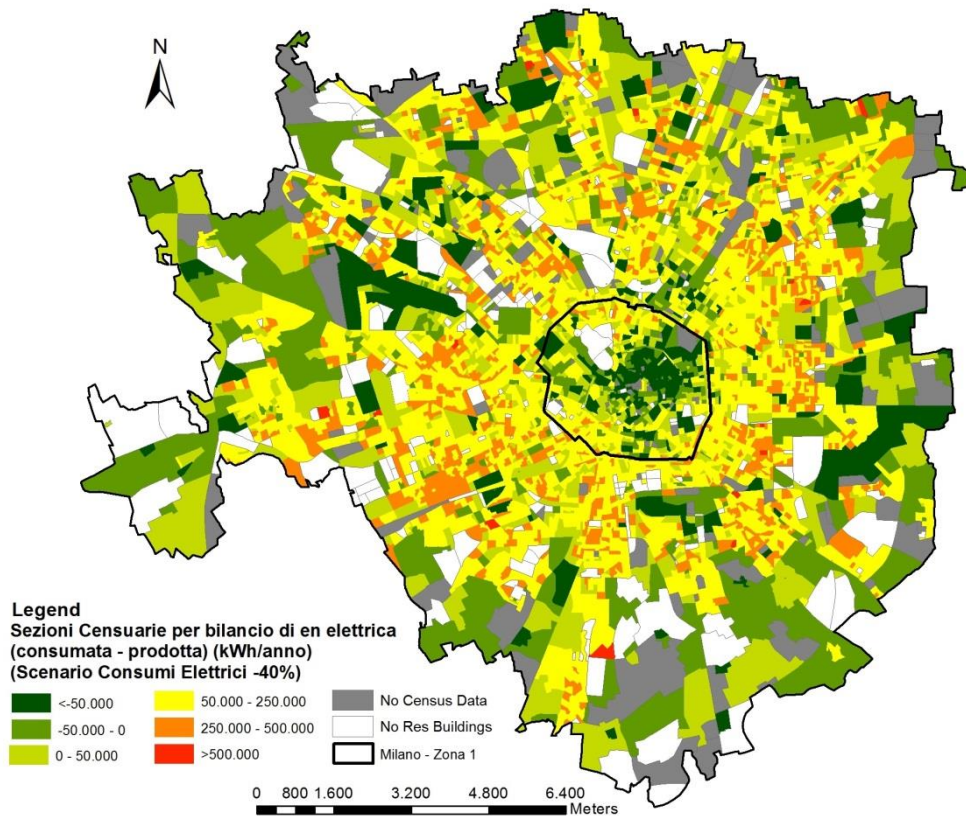 N
Legend
Sezioni Censuarie per bilancio di en elettrica
(consumata - prodotta) (kWh/anno)
(Scenario Consumi Elettrici -40%)
<-50.000
50.000 - 250.000
No Census Data
-50.000 - 0
250.000 - 500.000
No Res Buildings
0 - 50.000
>500.000
Milano - Zona 1
0 800 1.600 3.200 4.800 6.400
Meters